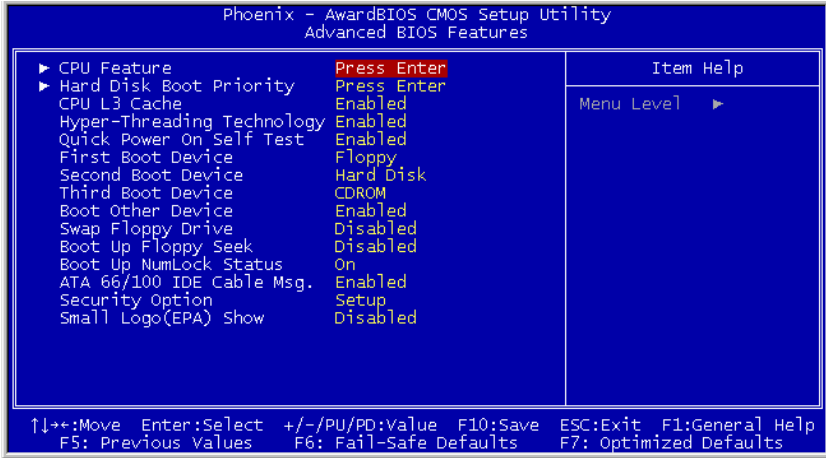 Phoenix - AwardBIOS CMOS Setup Utility
Advanced BIOS Features
► CPU Feature Press Enter
► Hard Disk Boot Priority Press Enter
CPU L3 Cache Enabled
Hyper-Threading Technology Enabled
Quick Power On Self Test Enabled
First Boot Device Floppy
Second Boot Device Hard Disk
Third Boot Device CDROM
Boot Other Device Enabled
Swap Floppy Drive Disabled
Boot Up Floppy Seek Disabled
Boot Up NumLock Status On
ATA 66/100 IDE Cable Msg. Enabled
Security Option Setup
Small Logo(EPA) Show Disabled
Item Help
Menu Level ►
↑↓→←:Move Enter:Select +/-/PU/PD:Value F10:Save ESC:Exit F1:General Help
F5: Previous Values F6: Fail-Safe Defaults F7: Optimized Defaults